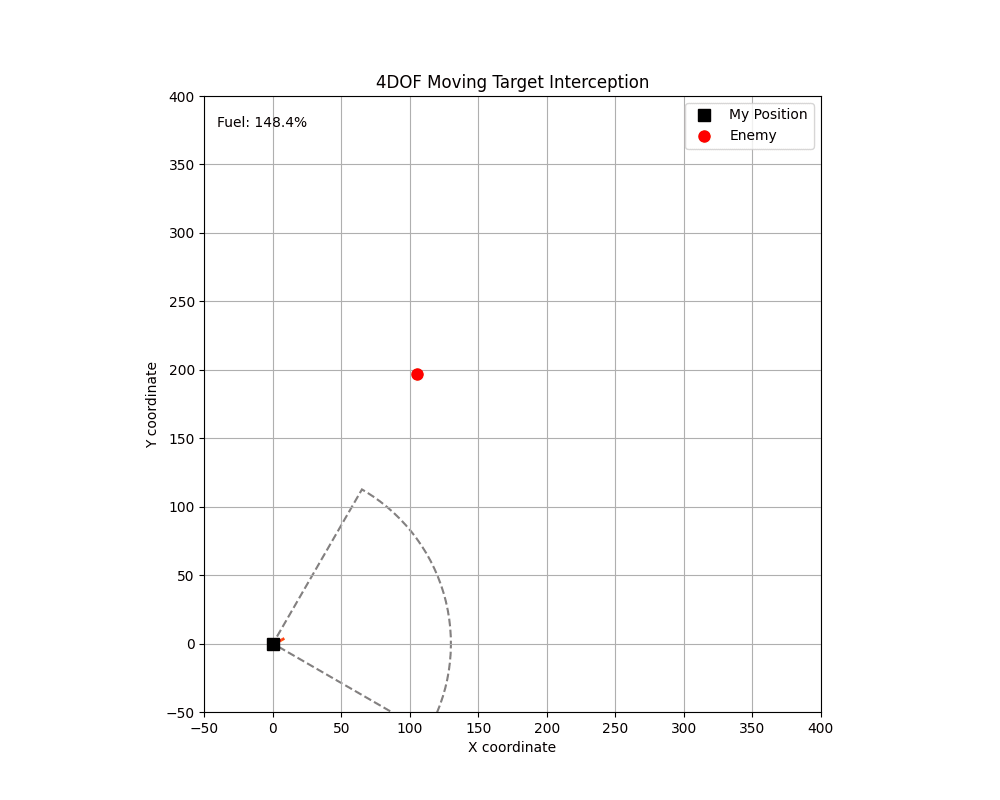 4DOF Moving Target Interception
400
350
300
250
200
150
100
50
0
−50
Y coordinate
Fuel: 148.4%
My Position
Enemy
−50 0 50 100 150 200 250 300 350 400
X coordinate